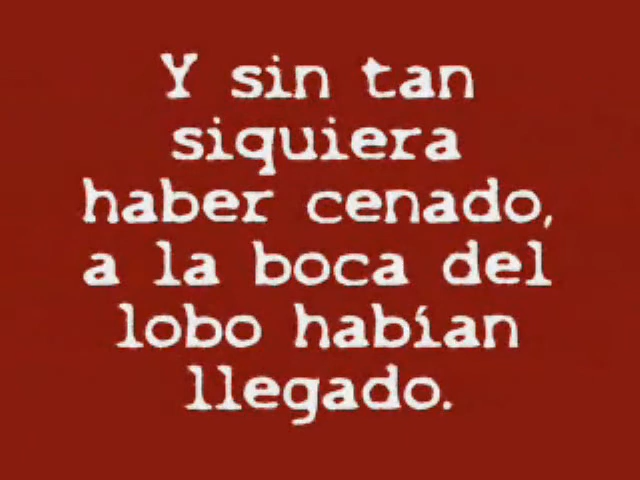 Y sin tan
siquiera
haber cenado,
a la boca del
lobo habían
llegado.